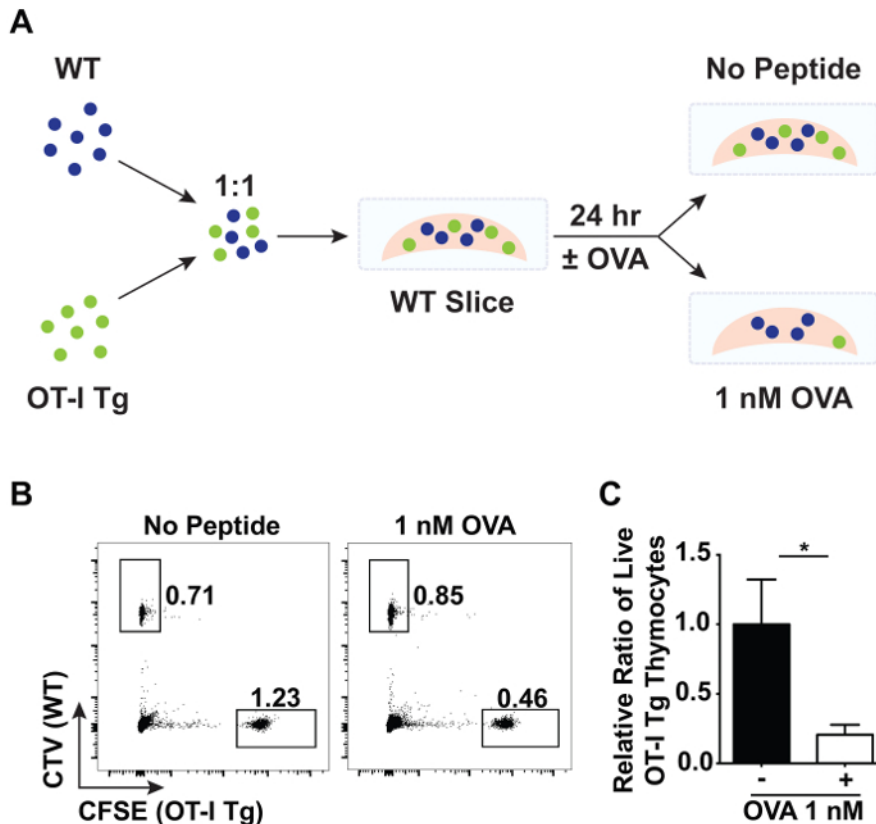 A
WT
No Peptide
1:1
24 hr
± OVA
WT Slice
OT-I Tg
1 nM OVA
B
No Peptide
1 nM OVA
0.71
0.85
1.23
0.46
CTV (WT)
CFSE (OT-I Tg)
C
Relative Ratio of Live
OT-I Tg Thymocytes
1.5
1.0
0.5
0.0
*
- +
OVA 1 nM